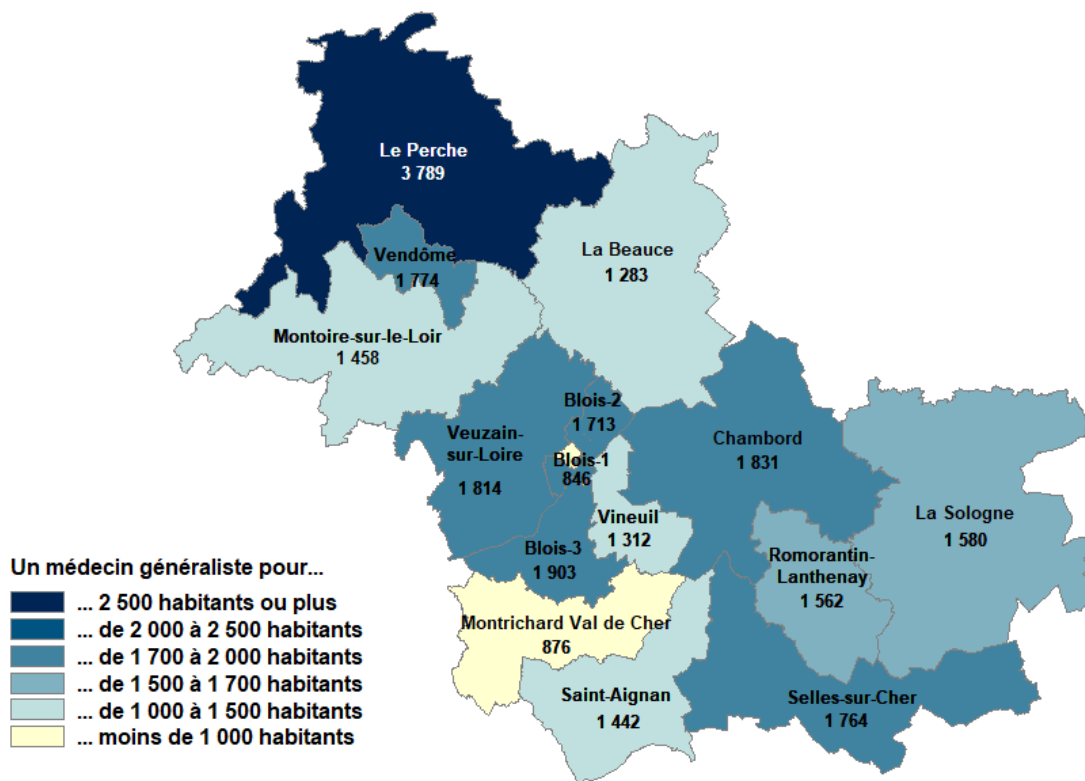 Le Perche
3 789
La Beauce
1 283
Vendôme
1 774
Montoire-sur-le-Loir
1 458
Blois-2
1 713
Veuzain-
sur-Loire
1 814
Blois-1
846
Chambord
1 831
La Sologne
1 580
Vineuil
1 312
Blois-3
1 903
Romorantin-
Lanthenay
1 562
Montrichard Val de Cher
876
Saint-Aignan
1 442
Selles-sur-Cher
1 764
Un médecin généraliste pour...
... 2 500 habitants ou plus
... de 2 000 à 2 500 habitants
... de 1 700 à 2 000 habitants
... de 1 500 à 1 700 habitants
... de 1 000 à 1 500 habitants
... moins de 1 000 habitants